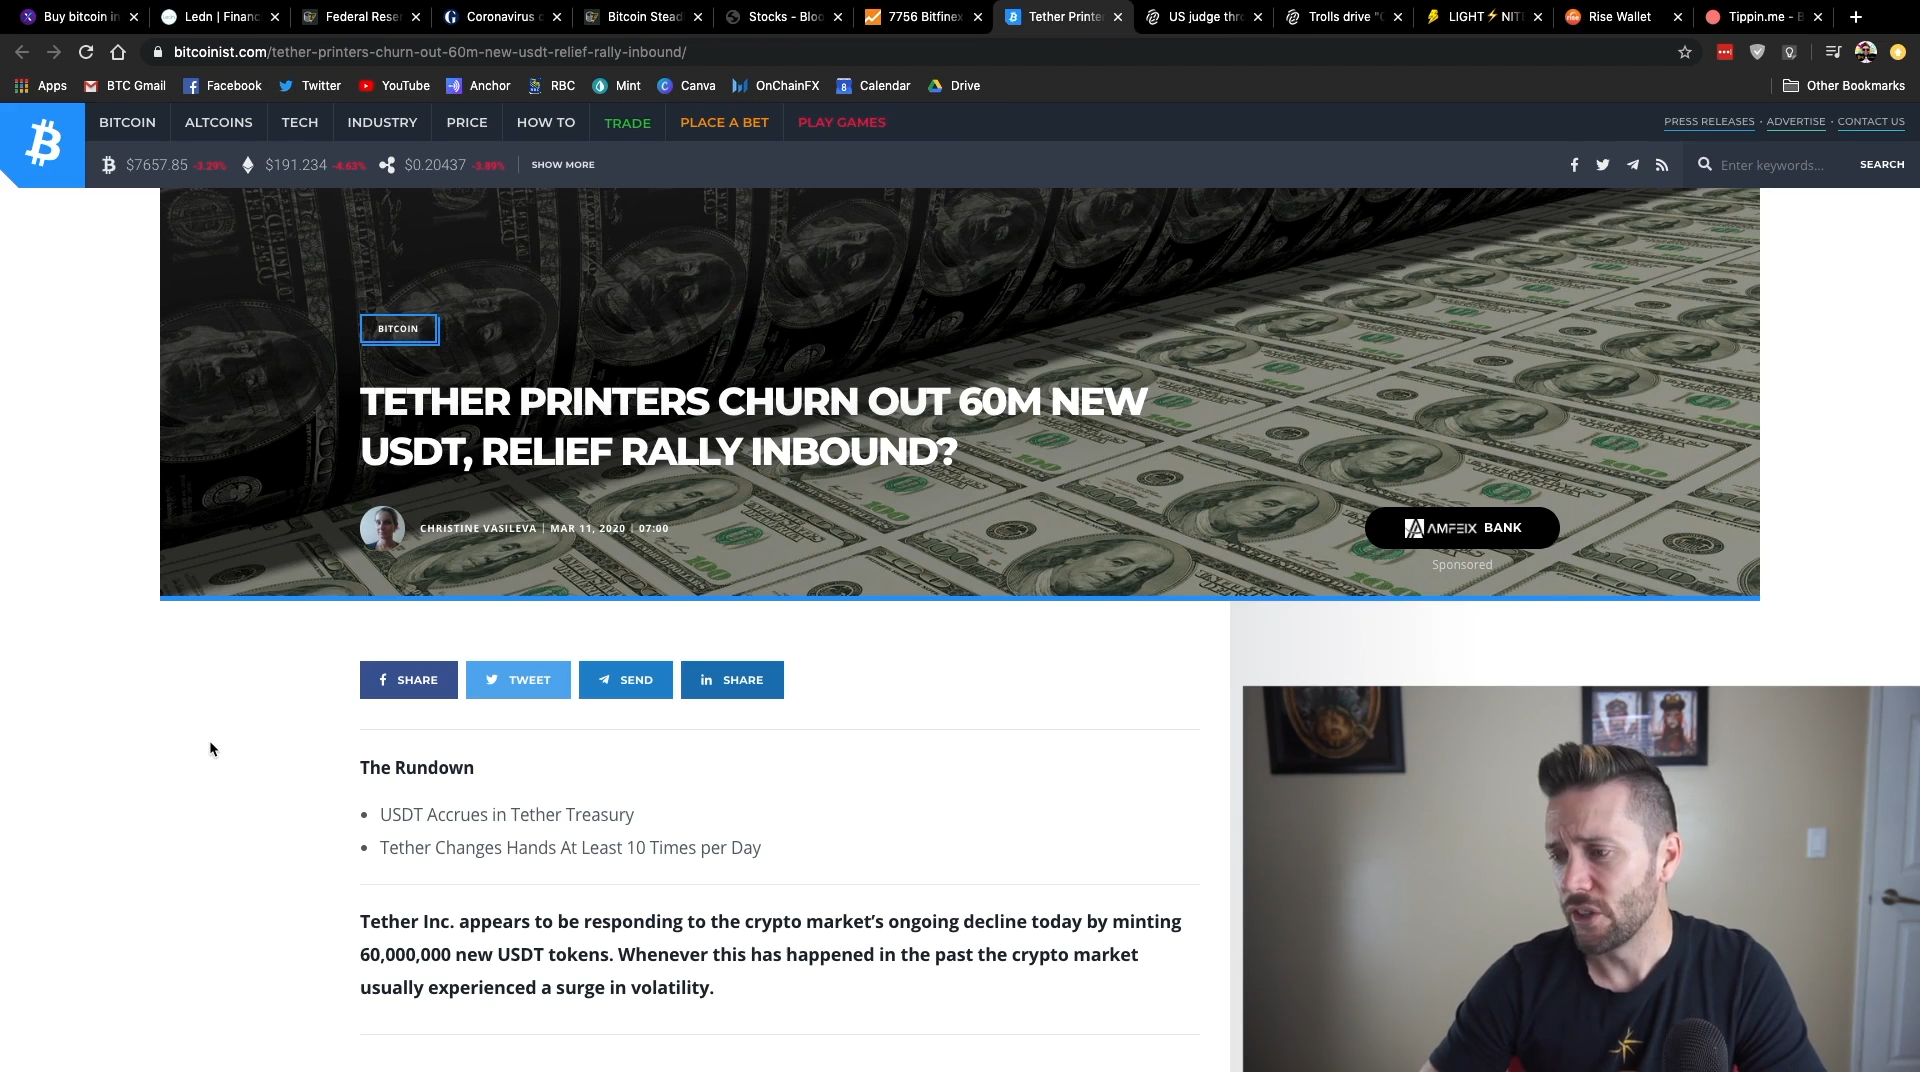 Buy bitcoin in
Ledn | Financ
Federal Reser
Coronavirus c
Bitcoin Stead
Stocks - Bloo
7756 Bitfinex
Tether Printe
US judge thro
Trolls drive "C
LIGHT⚡NIT
Rise Wallet
Tippin.me - B
bitcoinist.com/tether-printers-churn-out-60m-new-usdt-relief-rally-inbound/
Apps BTC Gmail Facebook Twitter YouTube Anchor RBC Mint Canva OnChainFX Calendar Drive Other Bookmarks
BITCOIN ALTCOINS TECH INDUSTRY PRICE HOW TO TRADE PLACE A BET PLAY GAMES PRESS RELEASES · ADVERTISE · CONTACT US
$7657.85 -3.29% $191.234 -4.63% $0.20437 -3.89% SHOW MORE Enter keywords... SEARCH
BITCOIN
TETHER PRINTERS CHURN OUT 60M NEW
USDT, RELIEF RALLY INBOUND?
CHRISTINE VASILEVA | MAR 11, 2020 | 07:00
AMFEIX BANK
Sponsored
SHARE TWEET SEND SHARE
The Rundown
• USDT Accrues in Tether Treasury
• Tether Changes Hands At Least 10 Times per Day
Tether Inc. appears to be responding to the crypto market's ongoing decline today by minting
60,000,000 new USDT tokens. Whenever this has happened in the past the crypto market
usually experienced a surge in volatility.